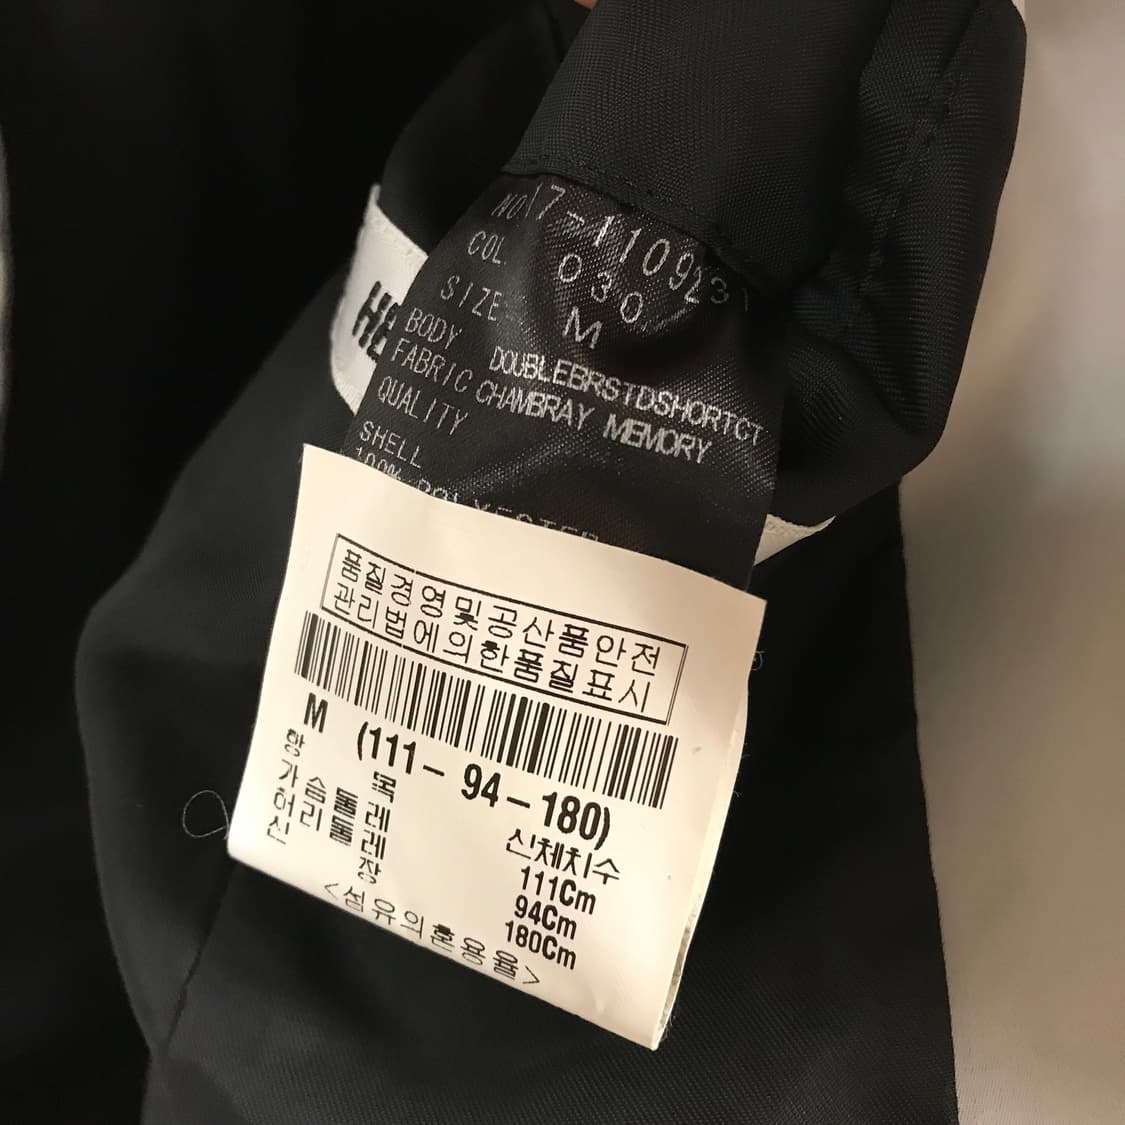 NO 17-1109231
COL. 030
SIZE M
BODY DOUBLEBRSTDSHORTCT
FABRIC CHAMBRAY MEMORY
QUALITY
SHELL
100% POLYESTER
품질경영및공산품안전
관리법에의한품질표시
M (111-94-180)
항 목 신체치수
가슴둘레 111Cm
허리둘레 94Cm
신 장 180Cm
<섬유의혼용율>